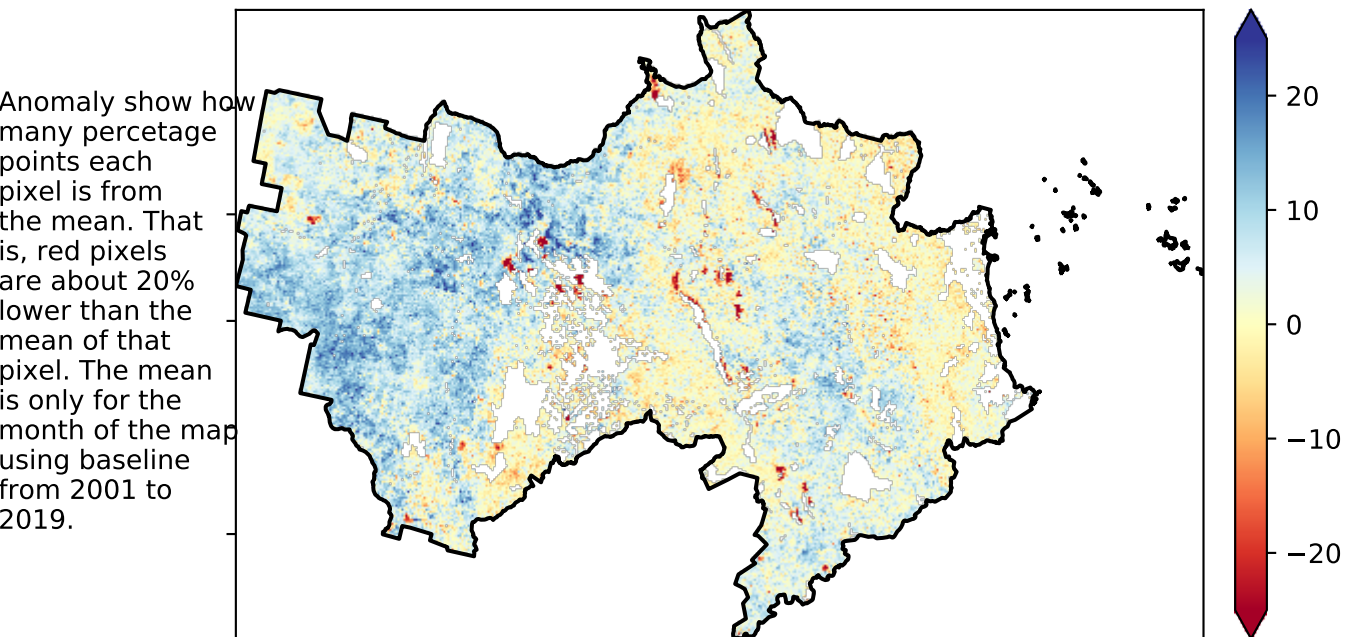 Anomaly show how
many percetage
points each
pixel is from
the mean. That
is, red pixels
are about 20%
lower than the
mean of that
pixel. The mean
is only for the
month of the map
using baseline
from 2001 to
2019.
20
10
0
−10
−20